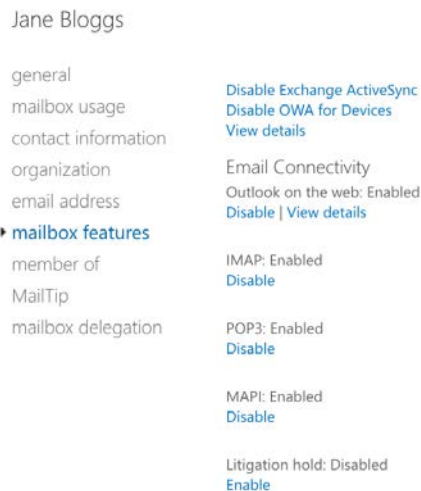 Jane Bloggs
general
mailbox usage
contact information
organization
email address
mailbox features
member of
MailTip
mailbox delegation
Disable Exchange ActiveSync
Disable OWA for Devices
View details
Email Connectivity
Outlook on the web: Enabled
Disable | View details
IMAP: Enabled
Disable
POP3: Enabled
Disable
MAPI: Enabled
Disable
Litigation hold: Disabled
Enable